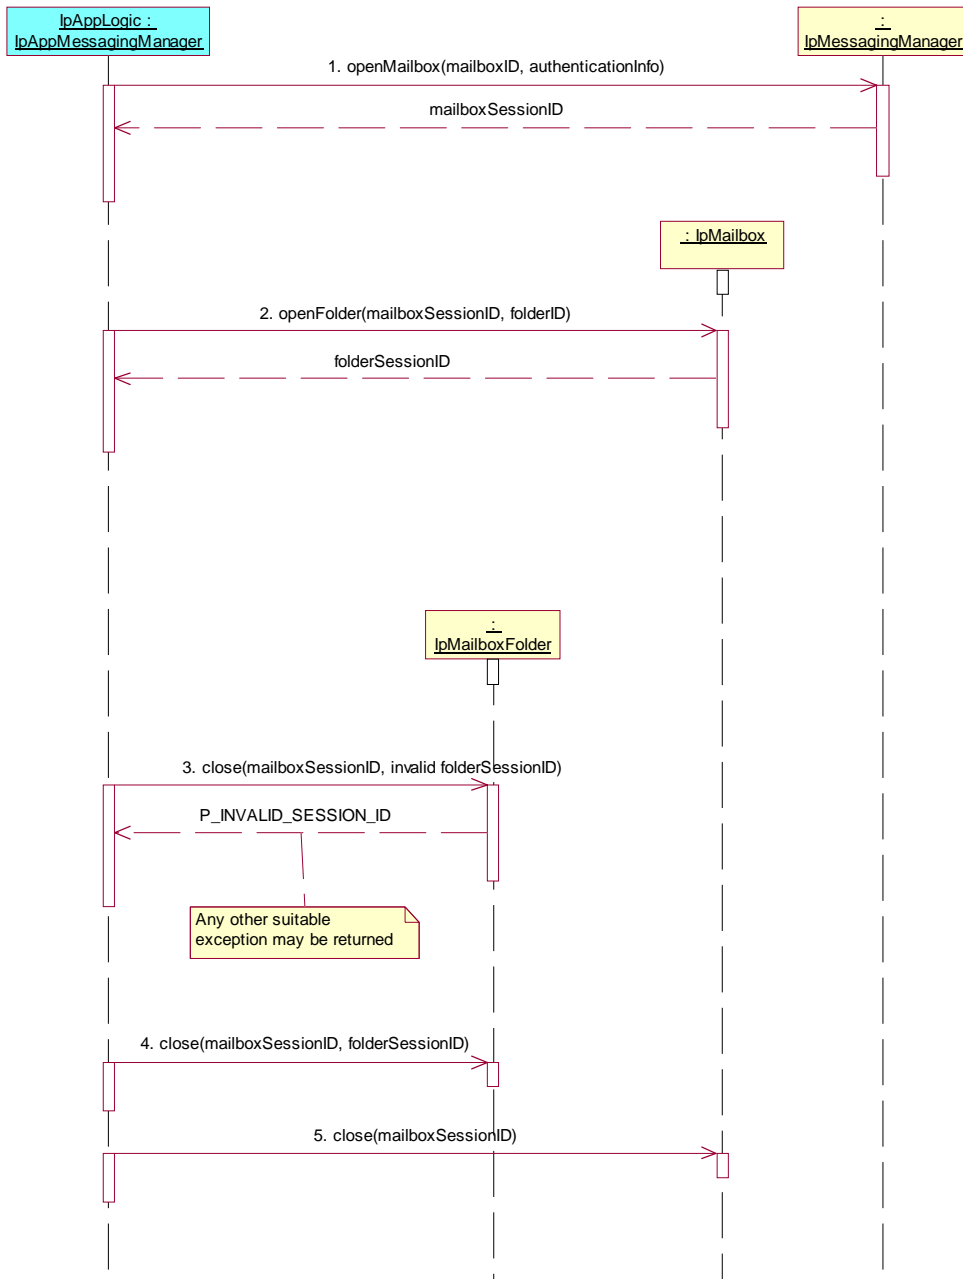 IpAppLogic :
IpAppMessagingManager
:
IpMessagingManager
1. openMailbox(mailboxID, authenticationInfo)
mailboxSessionID
: IpMailbox
2. openFolder(mailboxSessionID, folderID)
folderSessionID
:
IpMailboxFolder
3. close(mailboxSessionID, invalid folderSessionID)
P_INVALID_SESSION_ID
Any other suitable
exception may be returned
4. close(mailboxSessionID, folderSessionID)
5. close(mailboxSessionID)